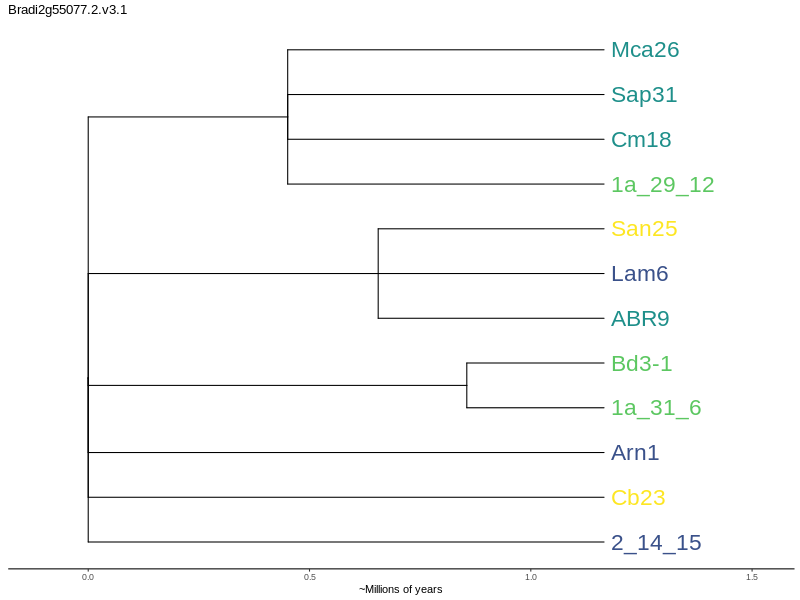 Bradi2g55077.2.v3.1
Mca26
Sap31
Cm18
1a_29_12
San25
Lam6
ABR9
Bd3-1
1a_31_6
Arn1
Cb23
2_14_15
0.0 0.5 1.0 1.5
~Millions of years